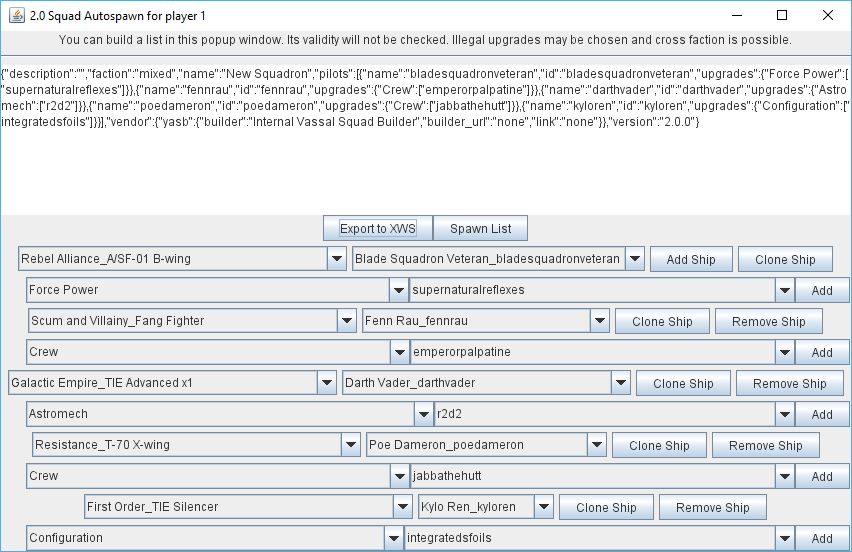 2.0 Squad Autospawn for player 1
You can build a list in this popup window. Its validity will not be checked. Illegal upgrades may be chosen and cross faction is possible.
{"description":"","faction":"mixed","name":"New Squadron","pilots":[{"name":"bladesquadronveteran","id":"bladesquadronveteran","upgrades":{"Force Power":[
"supernaturalreflexes"]}},{"name":"fennrau","id":"fennrau","upgrades":{"Crew":["emperorpalpatine"]}},{"name":"darthvader","id":"darthvader","upgrades":{"Astro
mech":["r2d2"]}},{"name":"poedameron","id":"poedameron","upgrades":{"Crew":["jabbathehutt"]}},{"name":"kyloren","id":"kyloren","upgrades":{"Configuration":["
integratedsfoils"]}}],"vendor":{"yasb":{"builder":"Internal Vassal Squad Builder","builder_url":"none","link":"none"}},"version":"2.0.0"}
Export to XWS Spawn List
Rebel Alliance_A/SF-01 B-wing Blade Squadron Veteran_bladesquadronveteran Add Ship Clone Ship
Force Power supernaturalreflexes Add
Scum and Villainy_Fang Fighter Fenn Rau_fennrau Clone Ship Remove Ship
Crew emperorpalpatine Add
Galactic Empire_TIE Advanced x1 Darth Vader_darthvader Clone Ship Remove Ship
Astromech r2d2 Add
Resistance_T-70 X-wing Poe Dameron_poedameron Clone Ship Remove Ship
Crew jabbathehutt Add
First Order_TIE Silencer Kylo Ren_kyloren Clone Ship Remove Ship
Configuration integratedsfoils Add